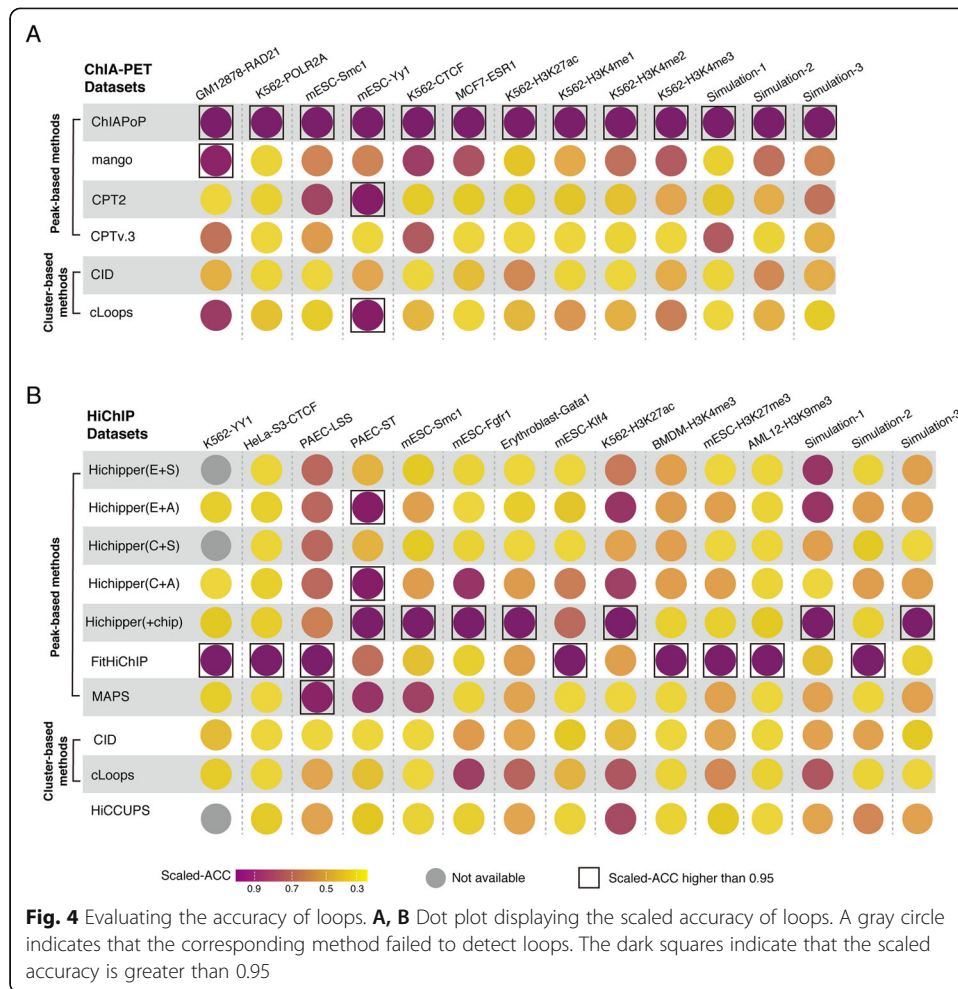 A
ChIA-PET
Datasets
GM12878-RAD21
K562-POLR2A
mESC-Smc1
mESC-Yy1
K562-CTCF
MCF7-ESR1
K562-H3K27ac
K562-H3K4me1
K562-H3K4me2
K562-H3K4me3
Simulation-1
Simulation-2
Simulation-3
Peak-based methods
ChIAPoP
mango
CPT2
CPTv.3
Cluster-based
methods
CID
cLoops
B
HiChIP
Datasets
K562-YY1
HeLa-S3-CTCF
PAEC-LSS
PAEC-ST
mESC-Smc1
mESC-Fgfr1
Erythroblast-Gata1
mESC-Klf4
K562-H3K27ac
BMDM-H3K4me3
mESC-H3K27me3
AML12-H3K9me3
Simulation-1
Simulation-2
Simulation-3
Peak-based methods
Hichipper(E+S)
Hichipper(E+A)
Hichipper(C+S)
Hichipper(C+A)
Hichipper(+chip)
FitHiChIP
MAPS
Cluster-based
methods
CID
cLoops
HiCCUPS
Scaled-ACC
0.9 0.7 0.5 0.3
Not available
Scaled-ACC higher than 0.95
Fig. 4 Evaluating the accuracy of loops. A, B Dot plot displaying the scaled accuracy of loops. A gray circle
indicates that the corresponding method failed to detect loops. The dark squares indicate that the scaled
accuracy is greater than 0.95